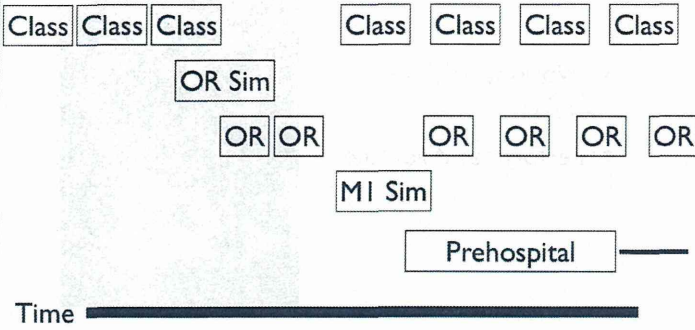 Class Class Class Class Class Class Class
OR Sim
OR OR OR OR OR OR
M1 Sim
Prehospital
Time